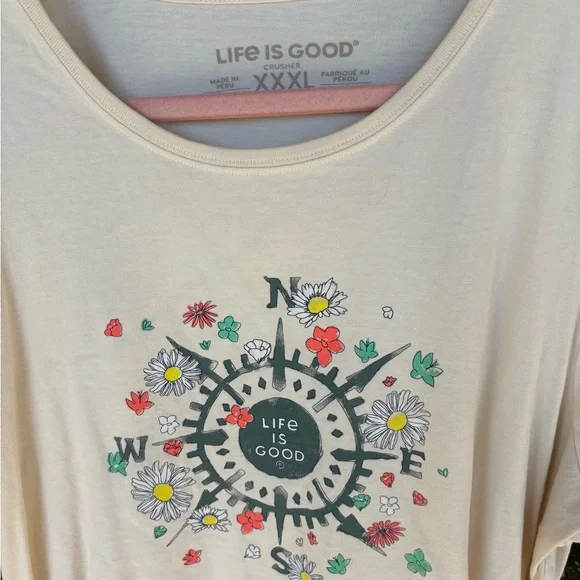 LIFe IS GOOD®
CRUSHER
MADE IN
PERU
XXXL
FABRIQUÉ AU
PÉROU
N
W
LIFe
IS
GOOD
E
S